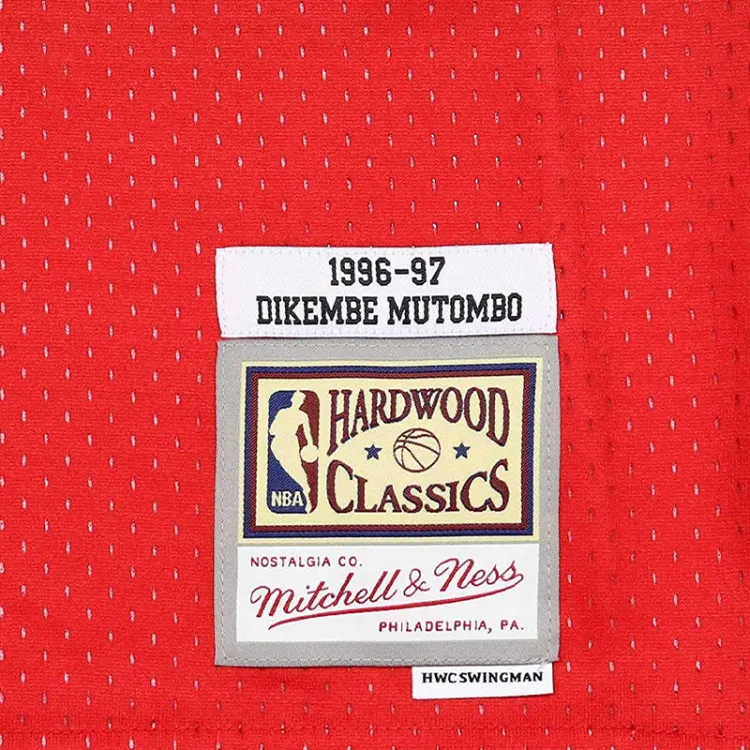 1996-97
DIKEMBE MUTOMBO
HARDWOOD
NBA
CLASSICS
NOSTALGIA CO.
Mitchell & Ness
PHILADELPHIA, PA.
HWCSWINGMAN